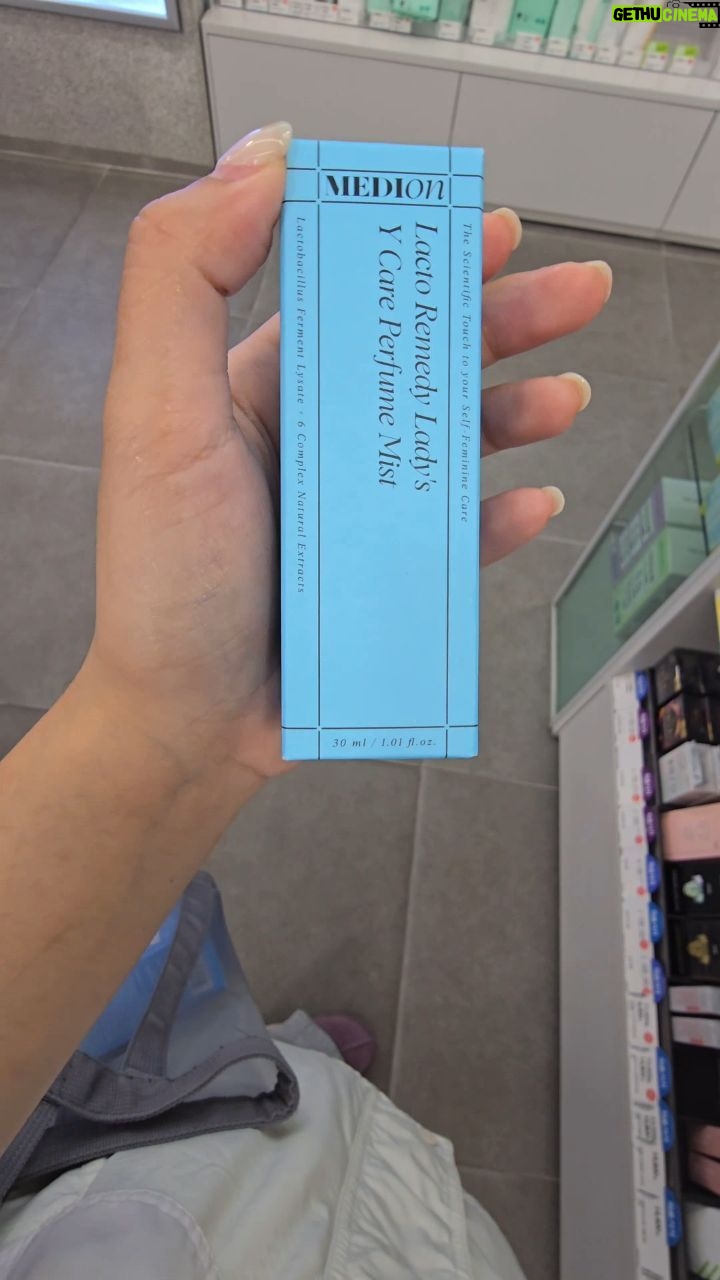 GETHUCINEMA
MEDIon
The Scientific Touch to your Self-Feminine Care
Lacto Remedy Lady's
Y Care Perfume Mist
Lactobacillus Ferment Lysate · 6 Complex Natural Extracts
30 ml / 1.01 fl.oz.